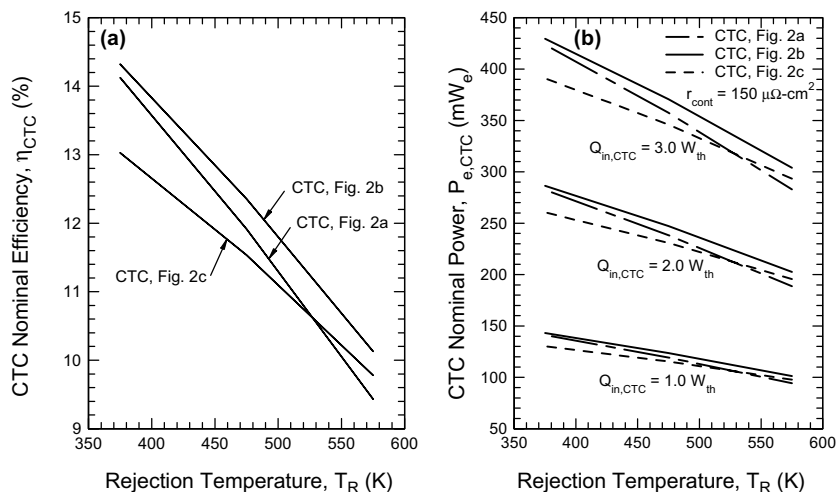 (a)
CTC, Fig. 2b
CTC, Fig. 2a
CTC, Fig. 2c
15
14
13
12
11
10
9
350
400
450
500
550
600
CTC Nominal Efficiency, η_CTC (%)
Rejection Temperature, T_R (K)
(b)
CTC, Fig. 2a
CTC, Fig. 2b
CTC, Fig. 2c
r_cont = 150 μΩ-cm²
Q_in,CTC = 3.0 W_th
Q_in,CTC = 2.0 W_th
Q_in,CTC = 1.0 W_th
450
400
350
300
250
200
150
100
50
350
400
450
500
550
600
CTC Nominal Power, P_e,CTC (mW_e)
Rejection Temperature, T_R (K)